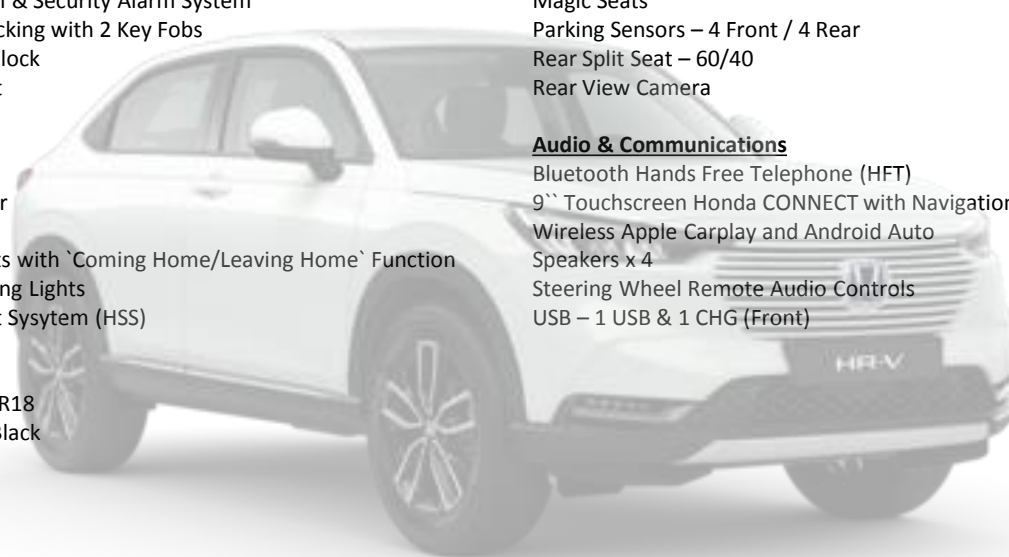 & Security Alarm System
cking with 2 Key Fobs
lock
t
r
ts with `Coming Home/Leaving Home` Function
ng Lights
t Sysytem (HSS)
R18
Black
Magic Seats
Parking Sensors – 4 Front / 4 Rear
Rear Split Seat – 60/40
Rear View Camera
Audio & Communications
Bluetooth Hands Free Telephone (HFT)
9`` Touchscreen Honda CONNECT with Navigation
Wireless Apple Carplay and Android Auto
Speakers x 4
Steering Wheel Remote Audio Controls
USB – 1 USB & 1 CHG (Front)
HR-V